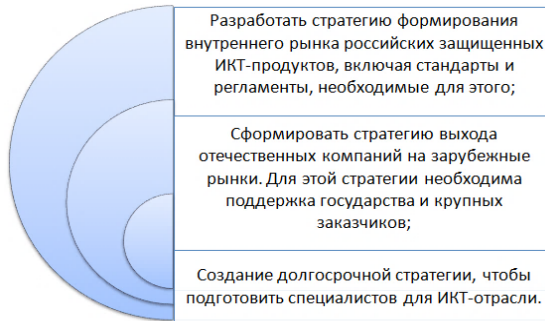 Разработать стратегию формирования
внутреннего рынка российских защищенных
ИКТ-продуктов, включая стандарты и
регламенты, необходимые для этого;
Сформировать стратегию выхода
отечественных компаний на зарубежные
рынки. Для этой стратегии необходима
поддержка государства и крупных
заказчиков;
Создание долгосрочной стратегии, чтобы
подготовить специалистов для ИКТ-отрасли.